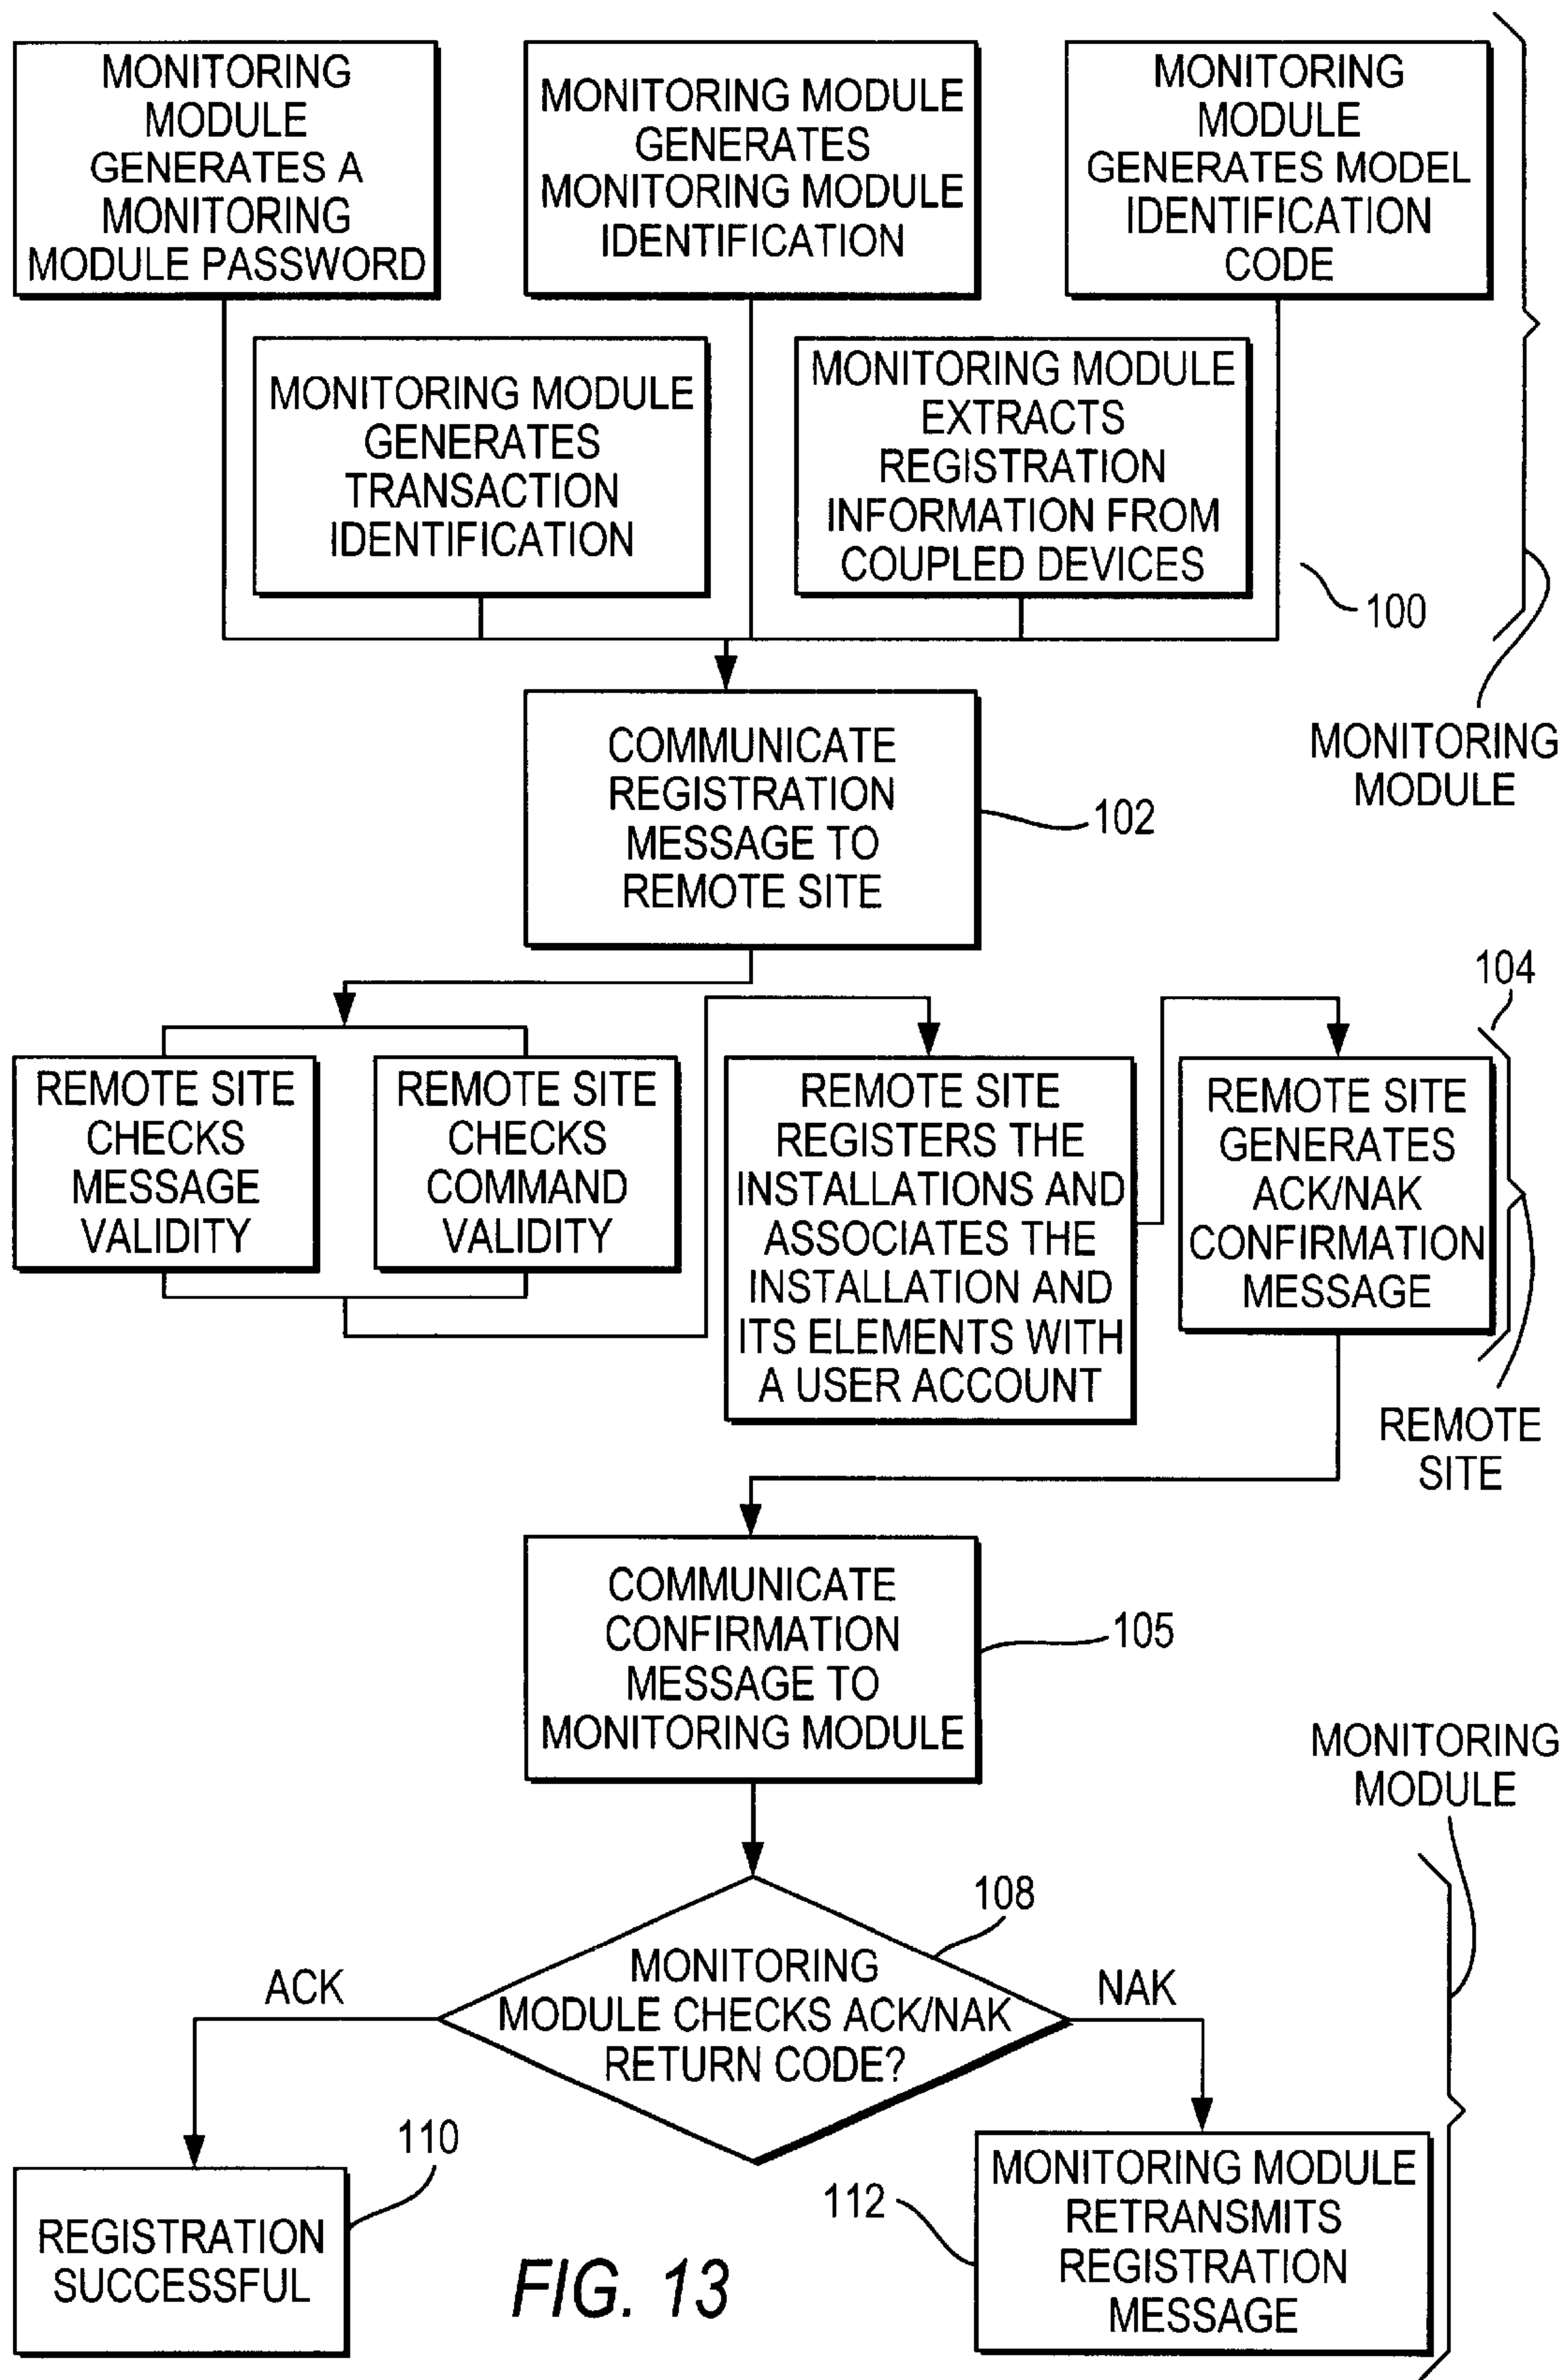 MONITORING
MODULE
GENERATES A
MONITORING
MODULE PASSWORD
MONITORING MODULE
GENERATES
MONITORING MODULE
IDENTIFICATION
MONITORING
MODULE
GENERATES MODEL
IDENTIFICATION
CODE
MONITORING MODULE
GENERATES
TRANSACTION
IDENTIFICATION
MONITORING MODULE
EXTRACTS
REGISTRATION
INFORMATION FROM
COUPLED DEVICES
100
MONITORING
MODULE
COMMUNICATE
REGISTRATION
MESSAGE TO
REMOTE SITE
102
104
REMOTE SITE
CHECKS
MESSAGE
VALIDITY
REMOTE SITE
CHECKS
COMMAND
VALIDITY
REMOTE SITE
REGISTERS THE
INSTALLATIONS AND
ASSOCIATES THE
INSTALLATION AND
ITS ELEMENTS WITH
A USER ACCOUNT
REMOTE SITE
GENERATES
ACK/NAK
CONFIRMATION
MESSAGE
REMOTE
SITE
COMMUNICATE
CONFIRMATION
MESSAGE TO
MONITORING MODULE
105
MONITORING
MODULE
108
MONITORING
MODULE CHECKS ACK/NAK
RETURN CODE?
ACK
NAK
110
REGISTRATION
SUCCESSFUL
112
MONITORING MODULE
RETRANSMITS
REGISTRATION
MESSAGE
FIG. 13